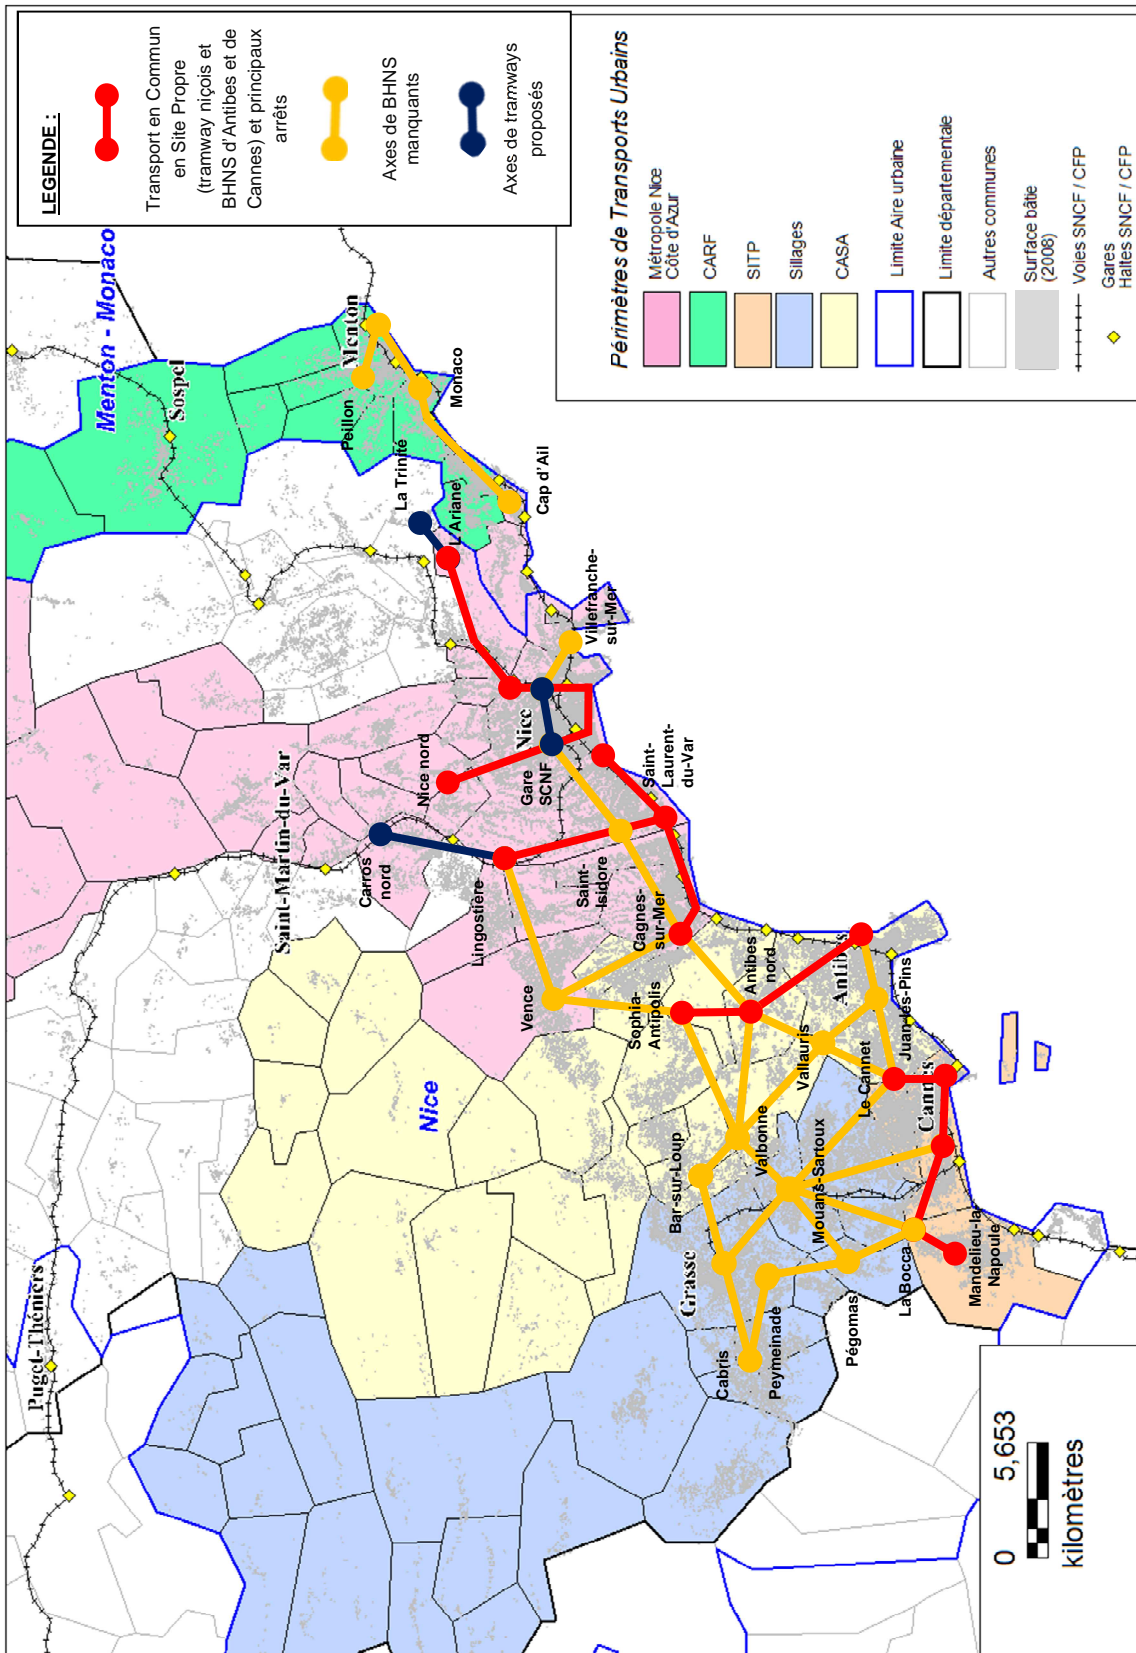 LEGENDE :
Transport en Commun
en Site Propre
(tramway niçois et
BHNS d'Antibes et de
Cannes) et principaux
arrêts
Axes de BHNS
manquants
Axes de tramways
proposés
Périmètres de Transports Urbains
Métropole Nice
Côte d'Azur
CARF
SITP
Sillages
CASA
Limite Aire urbaine
Limite départementale
Autres communes
Surface bâtie
(2008)
Voies SNCF / CFP
Gares
Haltes SNCF / CFP
Puget-Théniers
Saint-Martin-du-Var
Menton - Monaco
Sospel
Menton
Peillon
Monaco
La Trinité
L'Ariane
Cap d'Ail
Villefranche-
sur-Mer
Nice
Nice nord
Gare
SCNF
Saint-
Laurent-
du-Var
Carros
nord
Lingostière
Saint-
Isidore
Cagnes-
sur-Mer
Vence
Nice
Sophia-
Antipolis
Antibes
nord
Antibes
Juan-les-Pins
Vallauris
Le Cannet
Cannes
Valbonne
Bar-sur-Loup
Mouans-Sartoux
Grasse
La Bocca
Mandelieu-la
Napoule
Pégomas
Peymeinade
Cabris
0 5,653
kilomètres